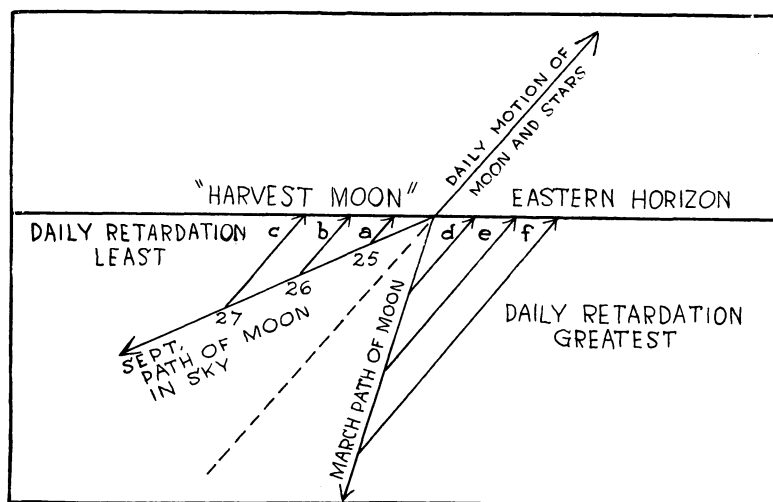 DAILY MOTION OF
MOON AND STARS
"HARVEST MOON"
EASTERN HORIZON
DAILY RETARDATION
LEAST
c
b
a
d
e
f
25
26
27
SEPT.
PATH OF MOON
IN SKY
MARCH PATH OF MOON
DAILY RETARDATION
GREATEST